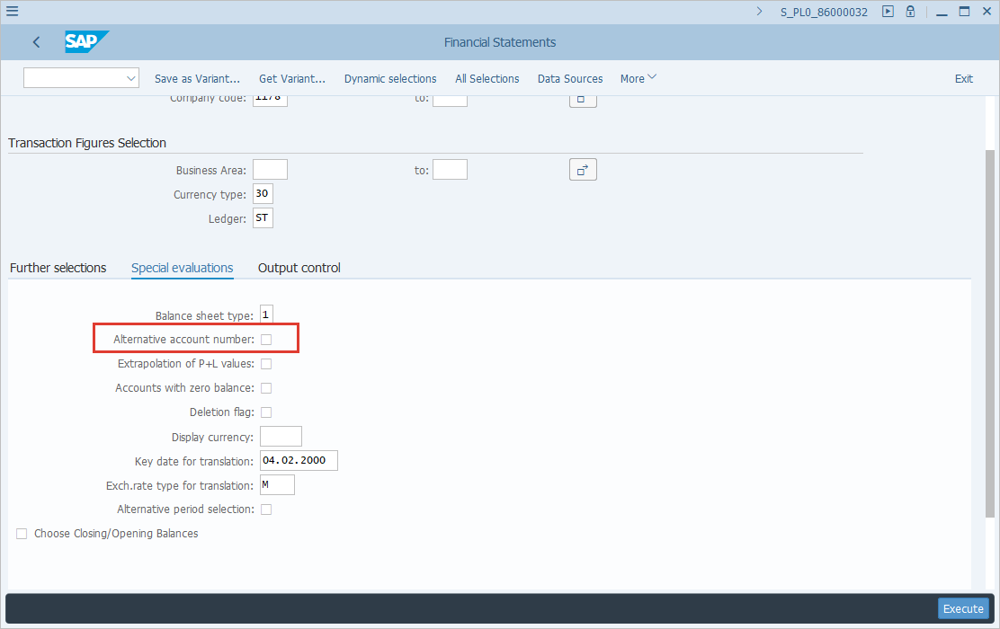 S_PL0_86000032
SAP
Financial Statements
Save as Variant... Get Variant... Dynamic selections All Selections Data Sources More Exit
Company code: 1178 to:
Transaction Figures Selection
Business Area: to:
Currency type: 30
Ledger: ST
Further selections Special evaluations Output control
Balance sheet type: 1
Alternative account number:
Extrapolation of P+L values:
Accounts with zero balance:
Deletion flag:
Display currency:
Key date for translation: 04.02.2000
Exch.rate type for translation: M
Alternative period selection:
Choose Closing/Opening Balances
Execute